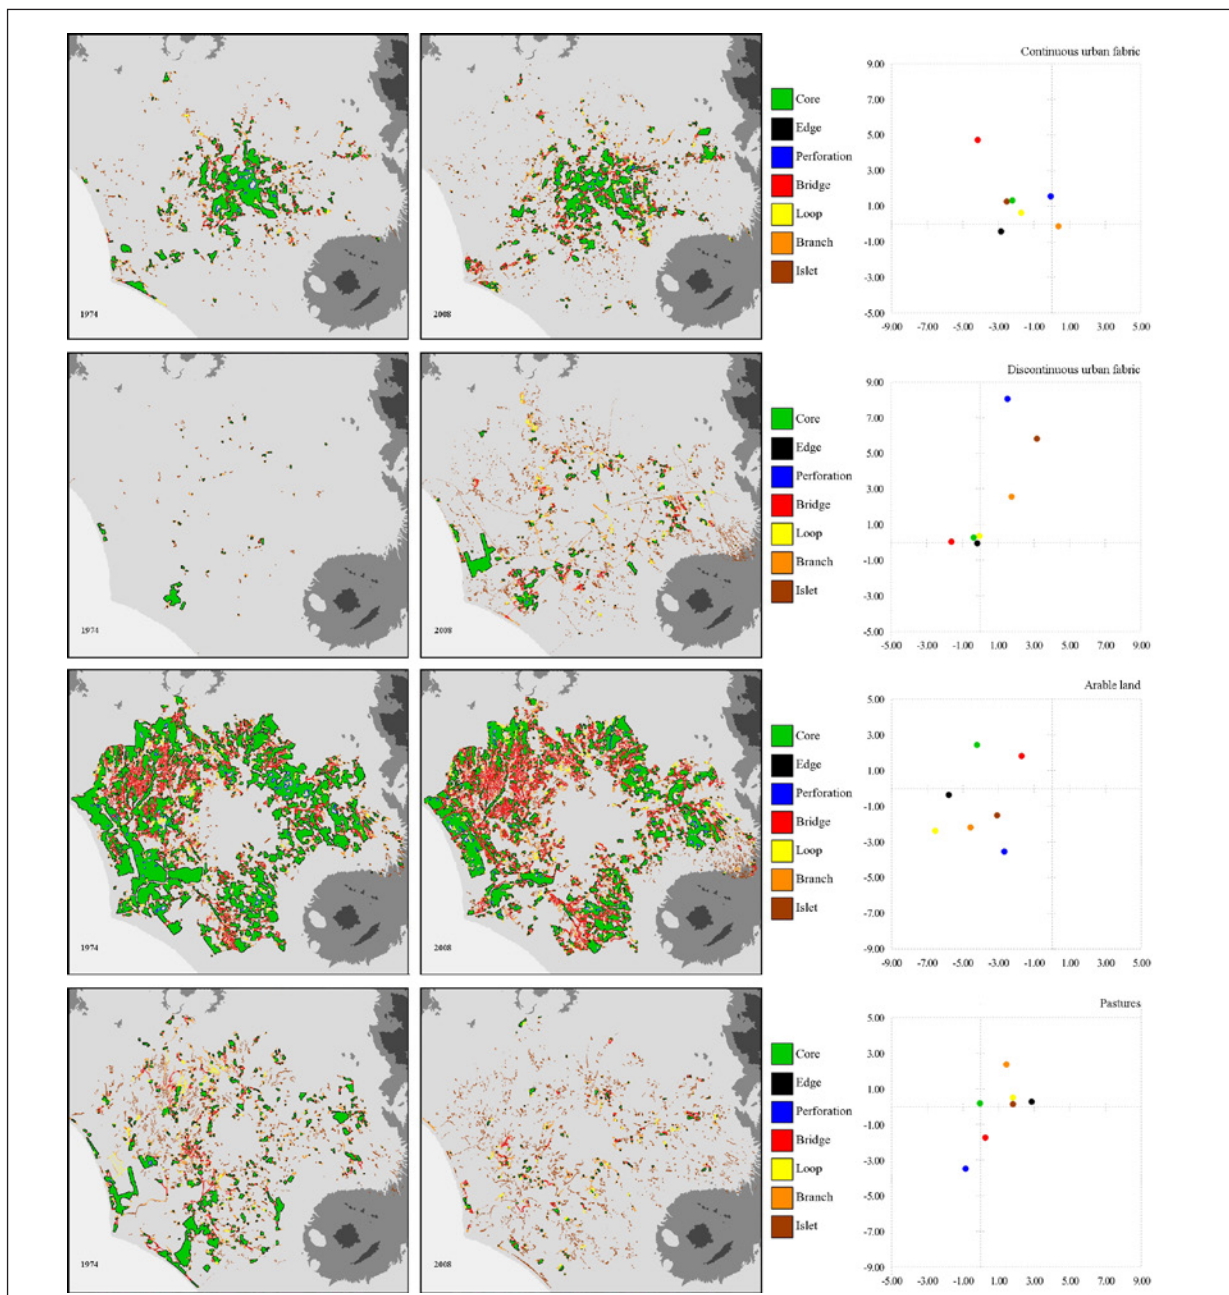 Continuous urban fabric
Core
Edge
Perforation
Bridge
Loop
Branch
Islet
1974
2008
9.00
7.00
5.00
3.00
1.00
-1.00
-3.00
-5.00
-9.00 -7.00 -5.00 -3.00 -1.00 1.00 3.00 5.00
Discontinuous urban fabric
Core
Edge
Perforation
Bridge
Loop
Branch
Islet
1974
2008
9.00
7.00
5.00
3.00
1.00
-1.00
-3.00
-5.00
-5.00 -3.00 -1.00 1.00 3.00 5.00 7.00 9.00
Arable land
Core
Edge
Perforation
Bridge
Loop
Branch
Islet
1974
2008
5.00
3.00
1.00
-1.00
-3.00
-5.00
-7.00
-9.00
-9.00 -7.00 -5.00 -3.00 -1.00 1.00 3.00 5.00
Pastures
Core
Edge
Perforation
Bridge
Loop
Branch
Islet
1974
2008
5.00
3.00
1.00
-1.00
-3.00
-5.00
-7.00
-9.00
-5.00 -3.00 -1.00 1.00 3.00 5.00 7.00 9.00